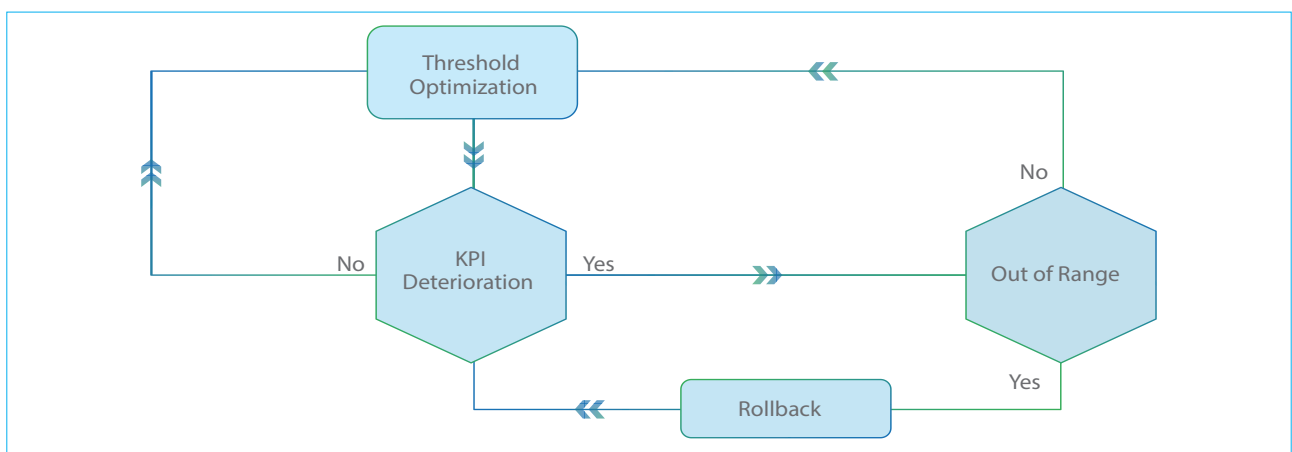 Threshold
Optimization
No
No
KPI
Deterioration
Yes
Out of Range
Yes
Rollback